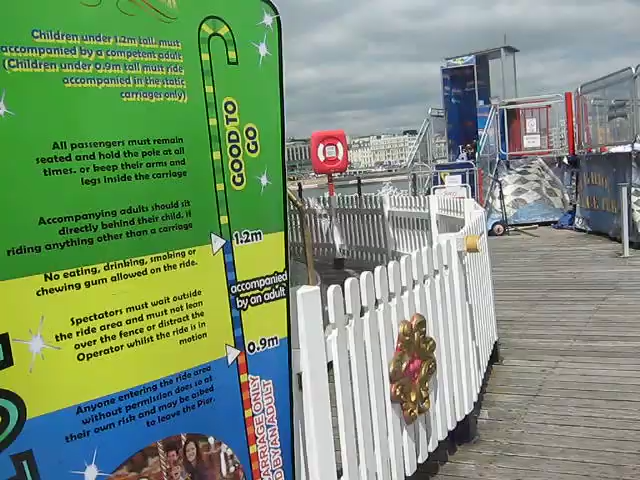 Children under 1.2m tall must
accompanied by a competent adult
(Children under 0.9m tall must ride
accompanied in the static
carriages only)
All passengers must remain
seated and hold the pole at all
times, or keep their arms and
legs inside the carriage
Accompanying adults should sit
directly behind their child, if
riding anything other than a carriage
No eating, drinking, smoking or
chewing gum allowed on the ride.
Spectators must wait outside
the ride area and must not lean
over the fence or distract the
Operator whilst the ride is in
motion
Anyone entering the ride area
without permission does so at
their own risk and may be asked
to leave the Pier.
GOOD TO
GO
1.2m
accompanied
by an adult
0.9m
CARRIAGE ONLY
D BY AN ADULT